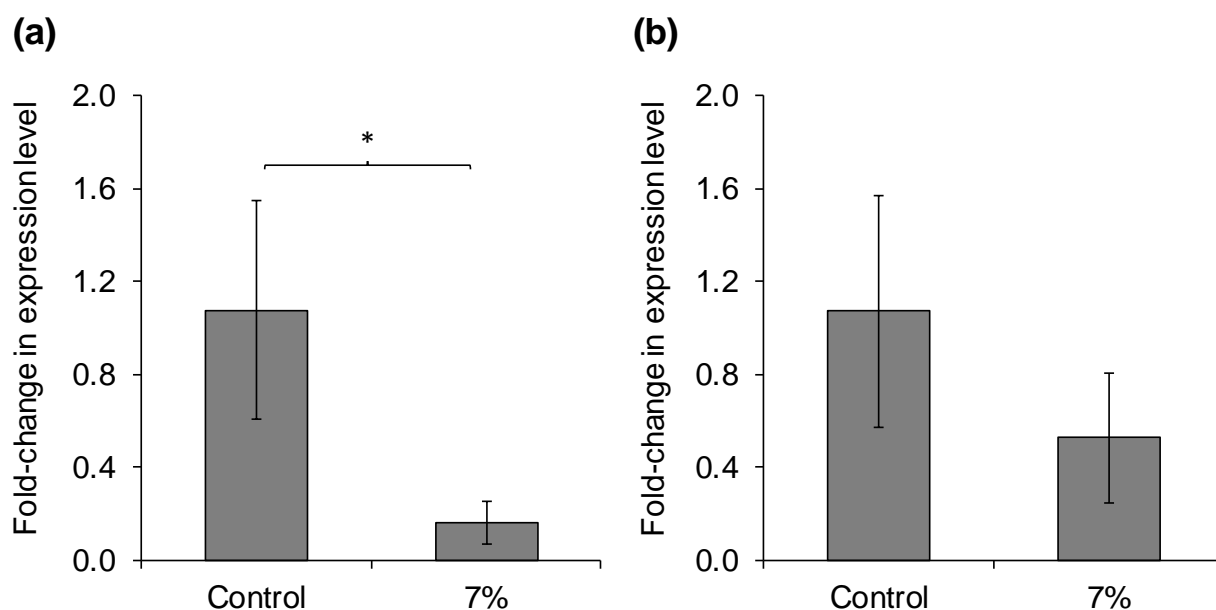 (a)
Fold-change in expression level
2.0
1.6
1.2
0.8
0.4
0.0
*
Control
7%
(b)
Fold-change in expression level
2.0
1.6
1.2
0.8
0.4
0.0
Control
7%